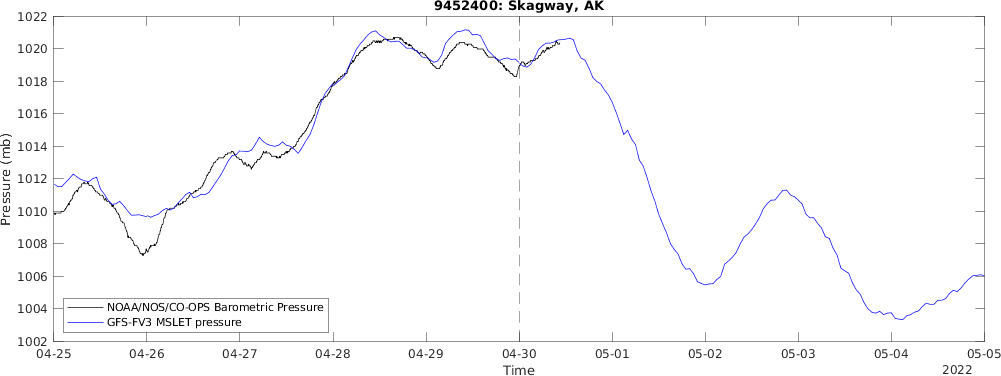 9452400: Skagway, AK
Pressure (mb)
1022
1020
1018
1016
1014
1012
1010
1008
1006
1004
1002
NOAA/NOS/CO-OPS Barometric Pressure
GFS-FV3 MSLET pressure
04-25 04-26 04-27 04-28 04-29 04-30 05-01 05-02 05-03 05-04 05-05
Time 2022